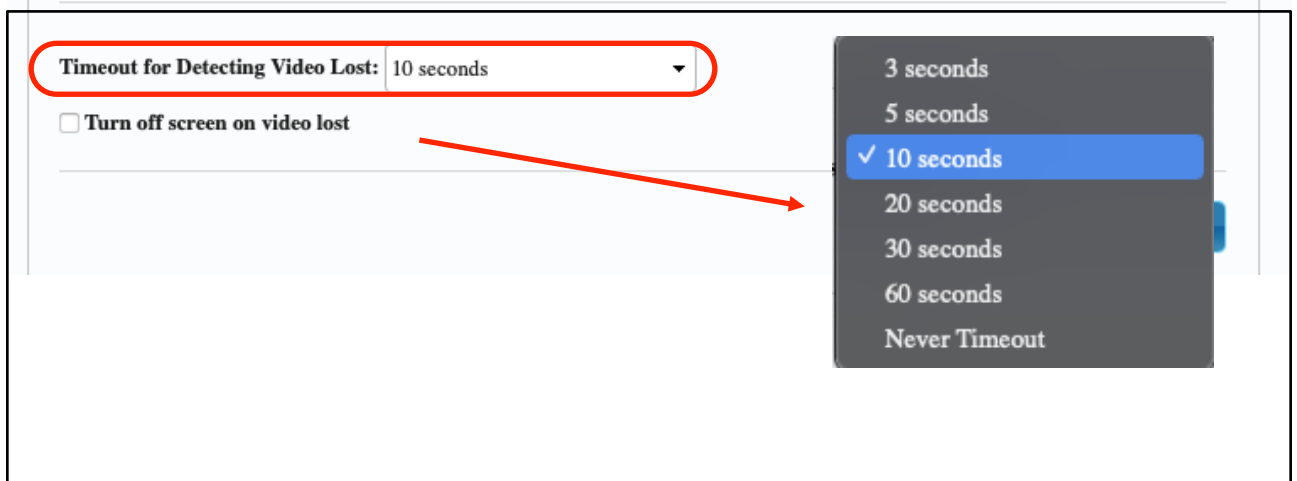 Timeout for Detecting Video Lost: 10 seconds
Turn off screen on video lost
3 seconds
5 seconds
10 seconds
20 seconds
30 seconds
60 seconds
Never Timeout